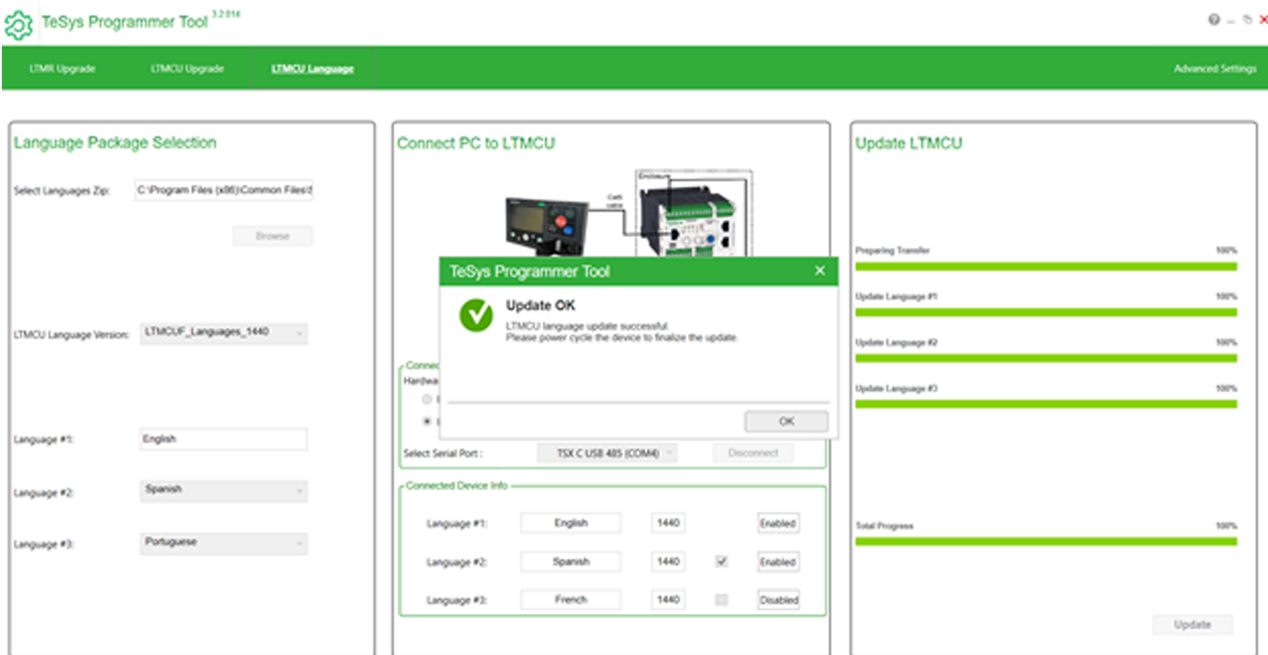 TeSys Programmer Tool 3.2.014
LTMR Upgrade LTMCU Upgrade LTMCU Language Advanced Settings
Language Package Selection
Select Languages Zip: C:\Program Files (x86)\Common Files\
Browse
LTMCU Language Version: LTMCUF_Languages_1440
Language #1: English
Language #2: Spanish
Language #3: Portuguese
Connect PC to LTMCU
Enclosure
Cat5
cable
TeSys Programmer Tool
Update OK
LTMCU language update successful.
Please power cycle the device to finalize the update.
OK
Connec
Hardwa
Select Serial Port : TSX C USB 485 (COM4) Disconnect
Connected Device Info
Language #1: English 1440 Enabled
Language #2: Spanish 1440 Enabled
Language #3: French 1440 Disabled
Update LTMCU
Preparing Transfer 100%
Update Language #1 100%
Update Language #2 100%
Update Language #3 100%
Total Progress 100%
Update